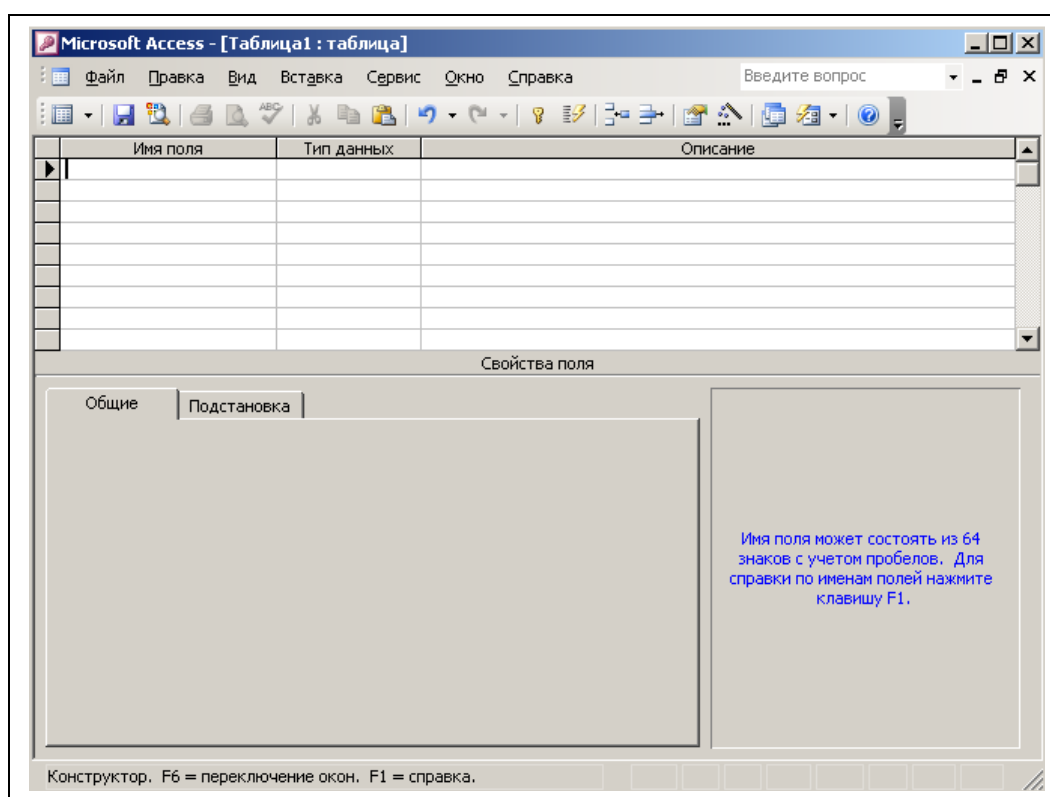 Microsoft Access - [Таблица1 : таблица]
Файл Правка Вид Вставка Сервис Окно Справка Введите вопрос
ABC
Имя поля Тип данных Описание
Свойства поля
Общие Подстановка
Имя поля может состоять из 64
знаков с учетом пробелов. Для
справки по именам полей нажмите
клавишу F1.
Конструктор. F6 = переключение окон. F1 = справка.